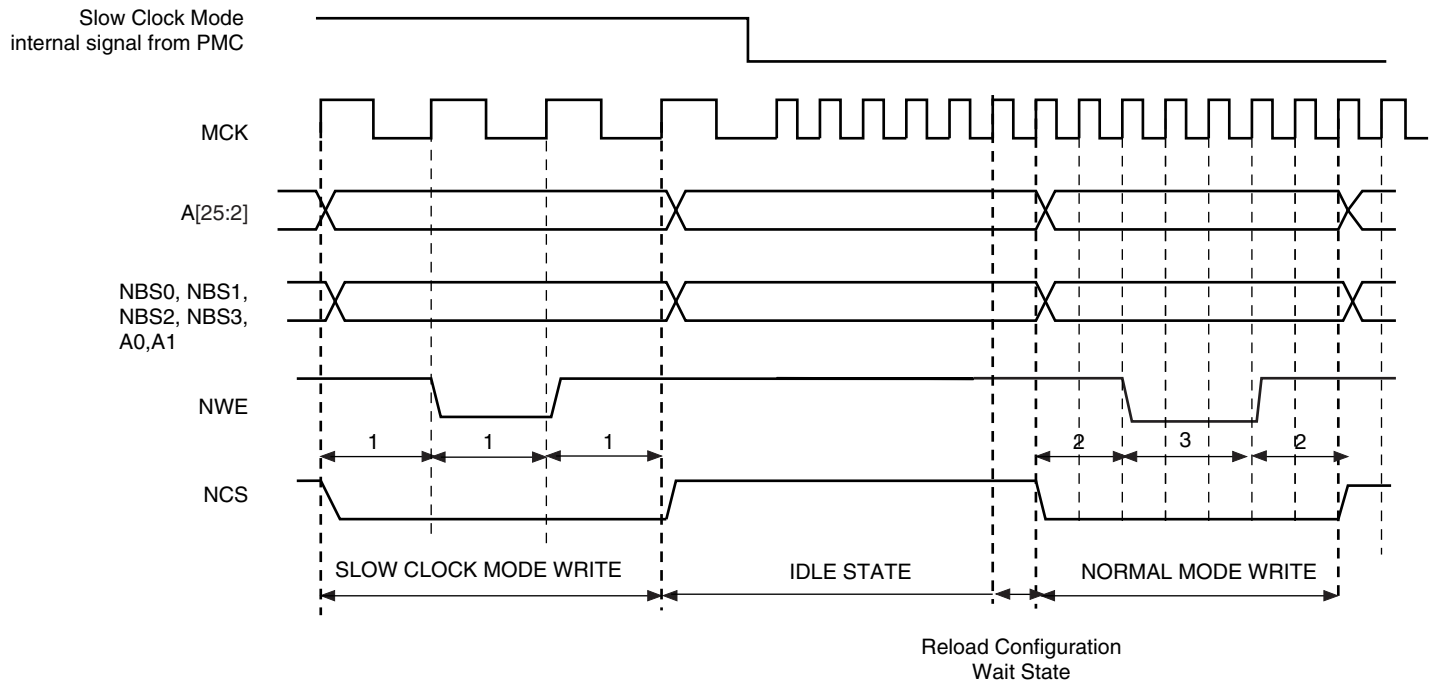 Slow Clock Mode
internal signal from PMC
MCK
A[25:2]
NBS0, NBS1,
NBS2, NBS3,
A0,A1
NWE
1 1 1 2 3 2
NCS
SLOW CLOCK MODE WRITE IDLE STATE NORMAL MODE WRITE
Reload Configuration
Wait State